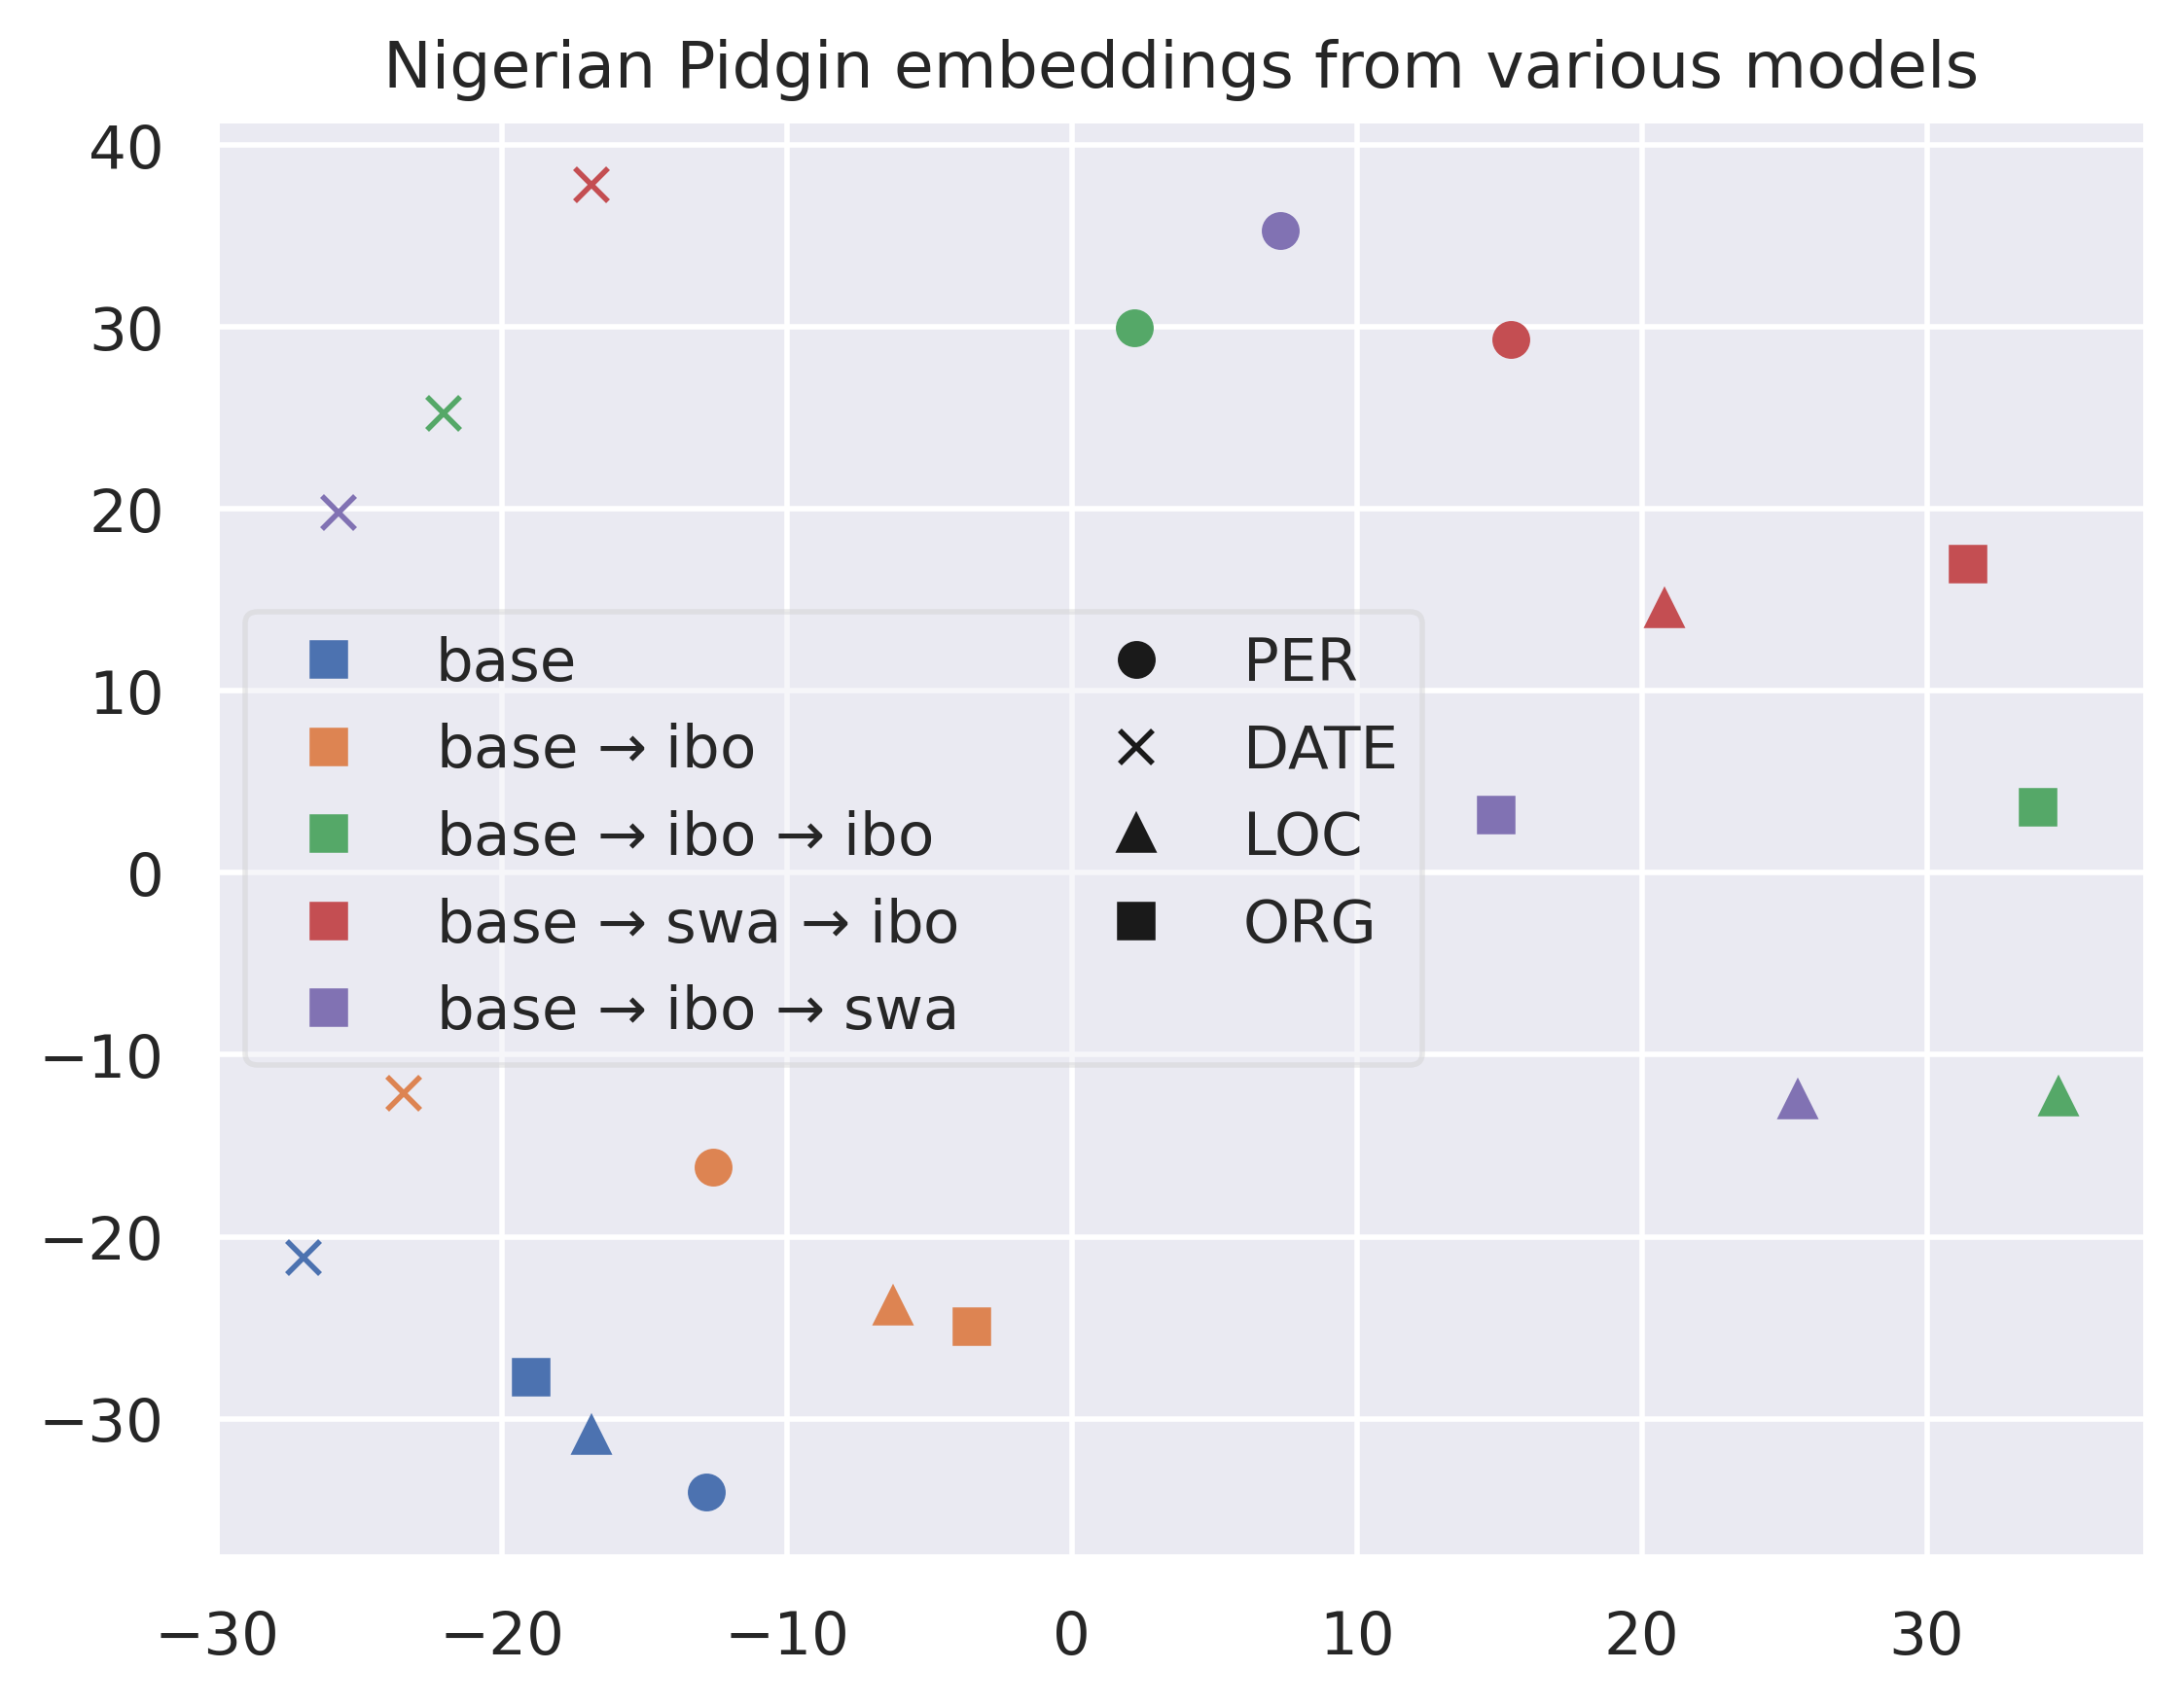 Nigerian Pidgin embeddings from various models
40
30
20
10
0
−10
−20
−30
base
base → ibo
base → ibo → ibo
base → swa → ibo
base → ibo → swa
PER
DATE
LOC
ORG
−30 −20 −10 0 10 20 30